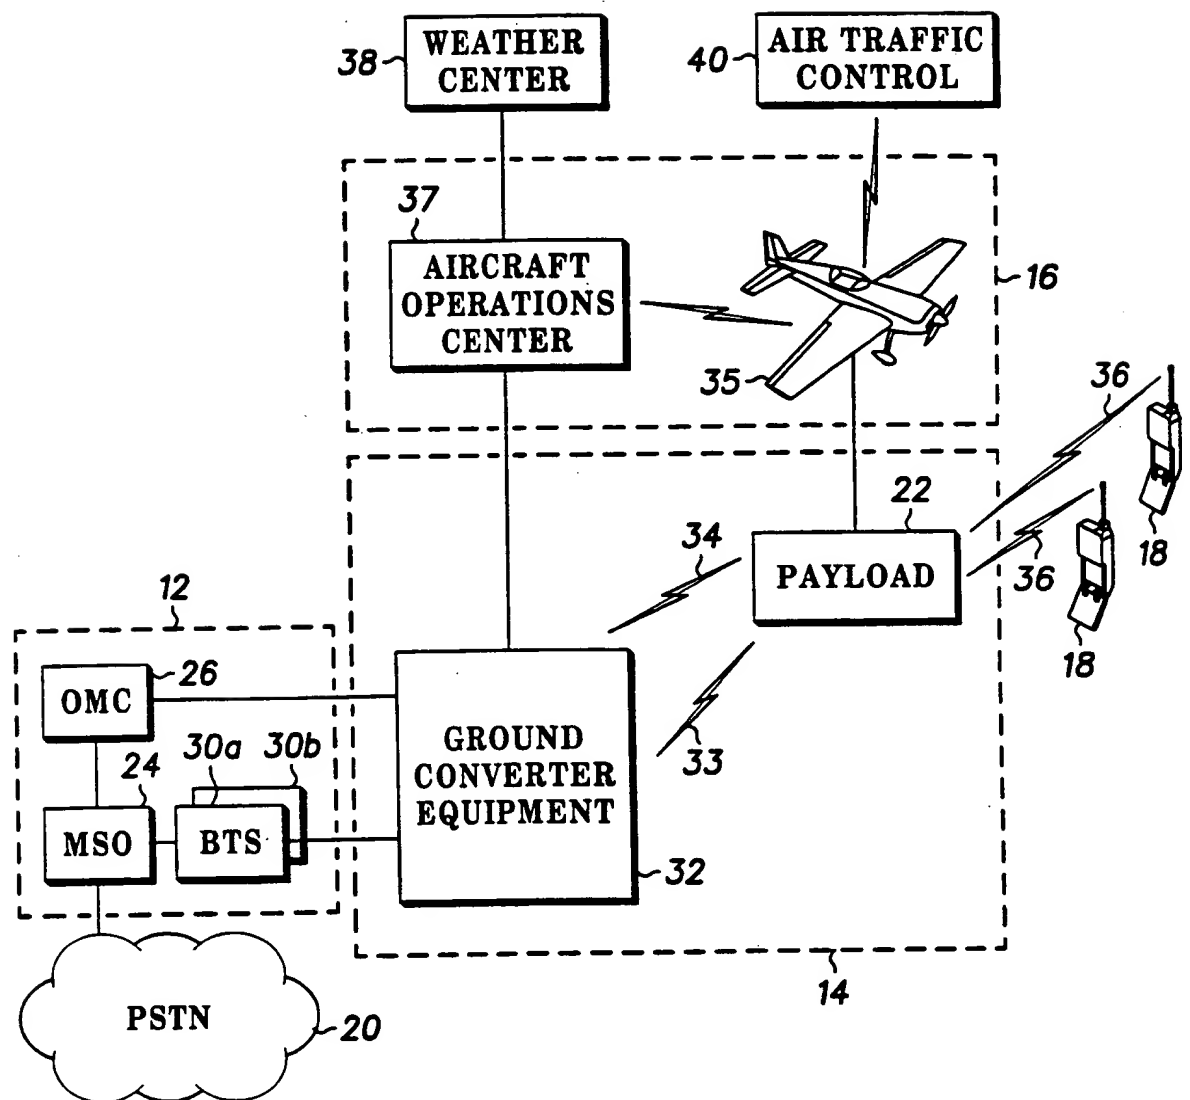 WEATHER
CENTER
38
AIR TRAFFIC
CONTROL
40
37
AIRCRAFT
OPERATIONS
CENTER
16
35
36
22
34
PAYLOAD
36
18
18
12
OMC
26
30a
30b
24
MSO
BTS
GROUND
CONVERTER
EQUIPMENT
33
32
14
PSTN
20